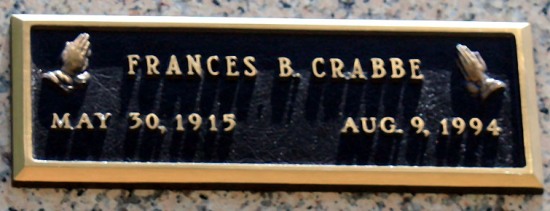 FRANCES B. CRABBE
MAY 30, 1915 AUG. 9, 1994